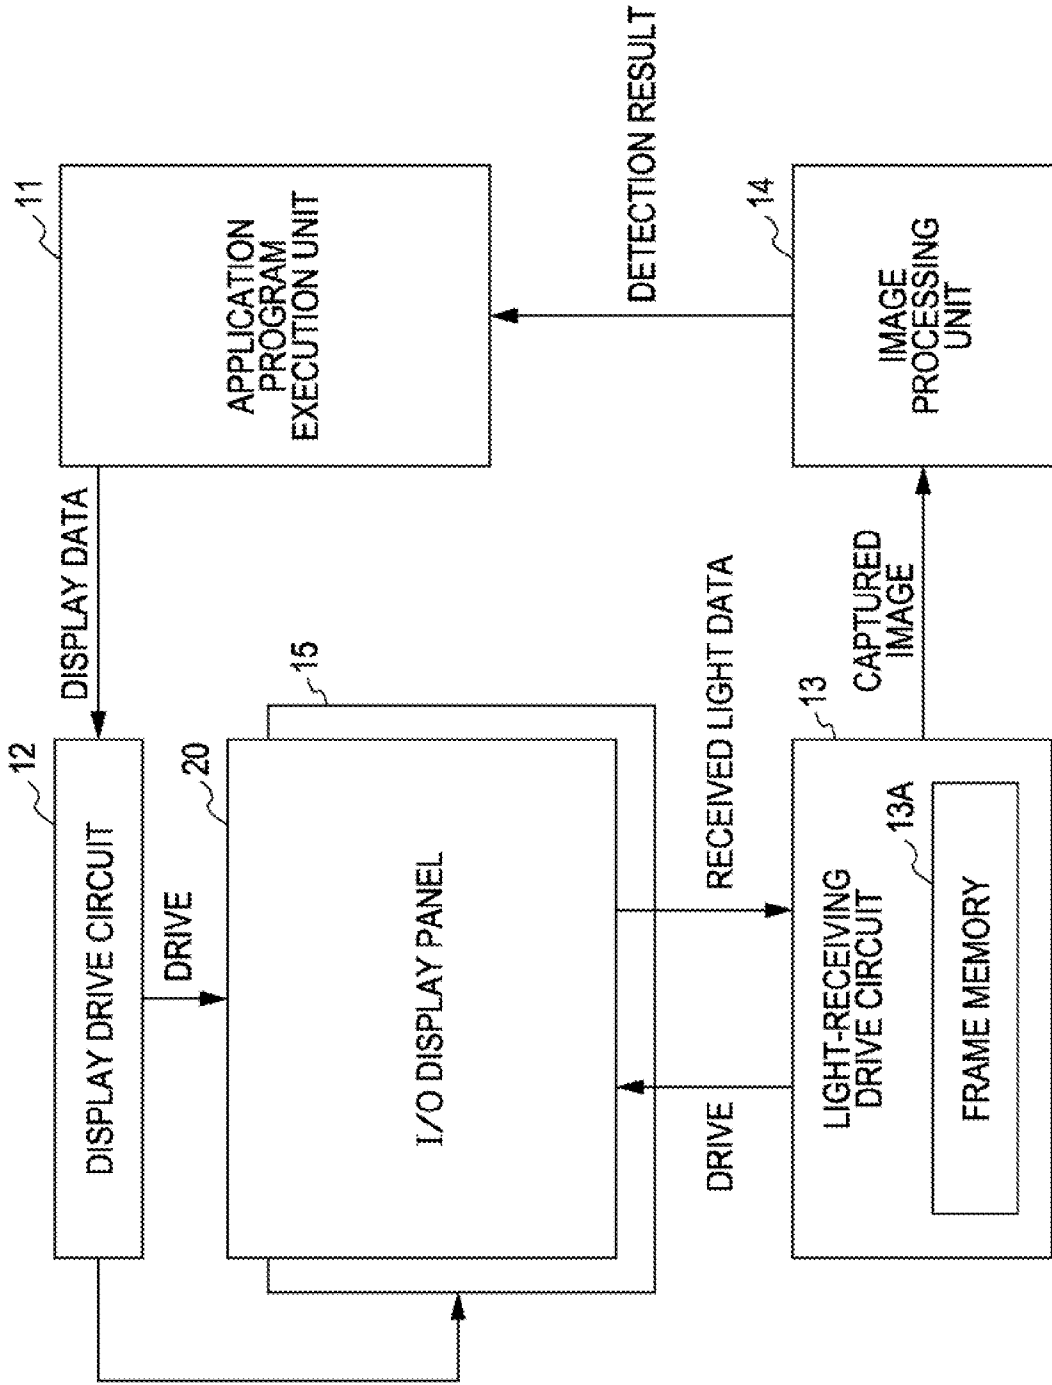 12
DISPLAY DRIVE CIRCUIT
DISPLAY DATA
11
APPLICATION
PROGRAM
EXECUTION UNIT
DRIVE
20
I/O DISPLAY PANEL
15
DETECTION RESULT
DRIVE
RECEIVED LIGHT DATA
13
LIGHT-RECEIVING
DRIVE CIRCUIT
13A
FRAME MEMORY
CAPTURED
IMAGE
14
IMAGE
PROCESSING
UNIT